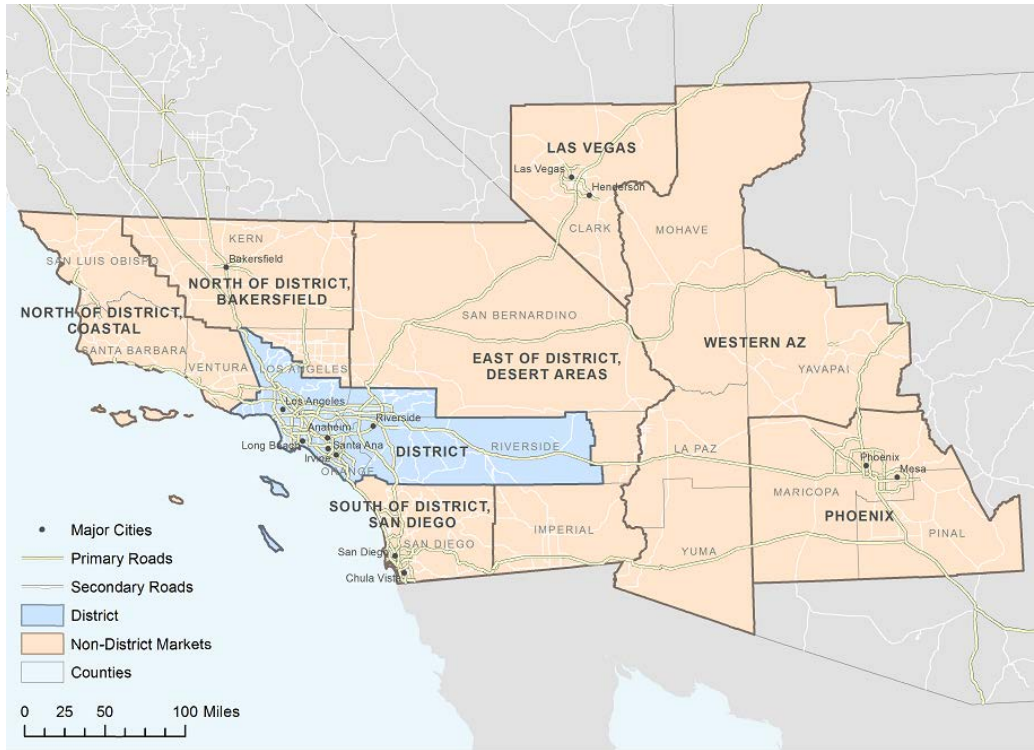 LAS VEGAS
Las Vegas
Henderson
CLARK
MOHAVE
KERN
SAN LUIS OBISPO
Bakersfield
NORTH OF DISTRICT,
BAKERSFIELD
NORTH OF DISTRICT,
COASTAL
SAN BERNARDINO
SANTA BARBARA
VENTURA
LOS ANGELES
EAST OF DISTRICT,
DESERT AREAS
WESTERN AZ
YAVAPAI
Los Angeles
Riverside
Anaheim
Long Beach
Santa Ana
Irvine
ORANGE
DISTRICT
RIVERSIDE
LA PAZ
Phoenix
Mesa
MARICOPA
PHOENIX
PINAL
SOUTH OF DISTRICT,
SAN DIEGO
SAN DIEGO
IMPERIAL
YUMA
San Diego
Chula Vista
Major Cities
Primary Roads
Secondary Roads
District
Non-District Markets
Counties
0 25 50 100 Miles